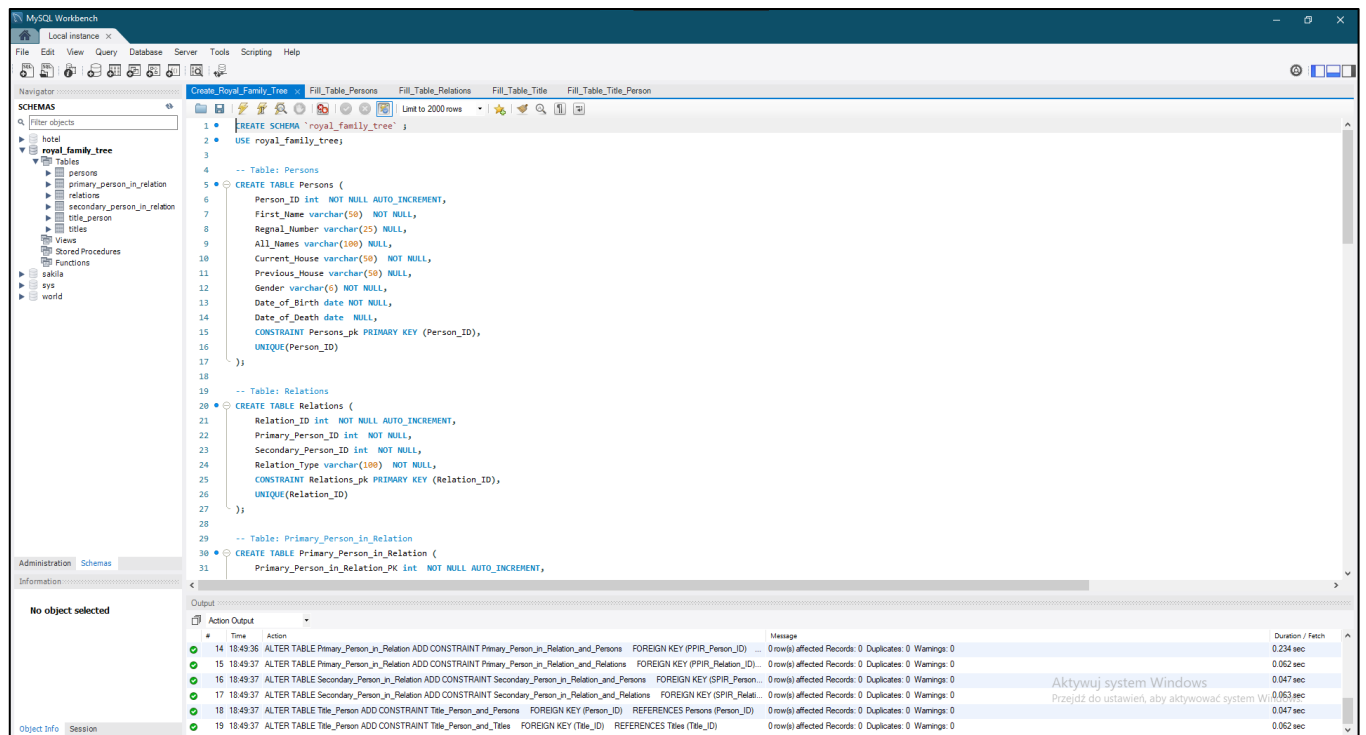 MySQL Workbench
Local instance ×
File Edit View Query Database Server Tools Scripting Help
Navigator
SCHEMAS
Filter objects
hotel
royal_family_tree
Tables
persons
primary_person_in_relation
relations
secondary_person_in_relation
title_person
titles
Views
Stored Procedures
Functions
sakila
sys
world
Administration Schemas
Information
No object selected
Object Info Session
Create_Royal_Family_Tree × Fill_Table_Persons Fill_Table_Relations Fill_Table_Title Fill_Table_Title_Person
Limit to 2000 rows
1 CREATE SCHEMA `royal_family_tree` ;
2 USE royal_family_tree;
3
4 -- Table: Persons
5 CREATE TABLE Persons (
6 Person_ID int NOT NULL AUTO_INCREMENT,
7 First_Name varchar(50) NOT NULL,
8 Regnal_Number varchar(25) NULL,
9 All_Names varchar(100) NULL,
10 Current_House varchar(50) NOT NULL,
11 Previous_House varchar(50) NULL,
12 Gender varchar(6) NOT NULL,
13 Date_of_Birth date NOT NULL,
14 Date_of_Death date NULL,
15 CONSTRAINT Persons_pk PRIMARY KEY (Person_ID),
16 UNIQUE(Person_ID)
17 );
18
19 -- Table: Relations
20 CREATE TABLE Relations (
21 Relation_ID int NOT NULL AUTO_INCREMENT,
22 Primary_Person_ID int NOT NULL,
23 Secondary_Person_ID int NOT NULL,
24 Relation_Type varchar(100) NOT NULL,
25 CONSTRAINT Relations_pk PRIMARY KEY (Relation_ID),
26 UNIQUE(Relation_ID)
27 );
28
29 -- Table: Primary_Person_in_Relation
30 CREATE TABLE Primary_Person_in_Relation (
31 Primary_Person_in_Relation_PK int NOT NULL AUTO_INCREMENT,
Output
Action Output
# Time Action Message Duration / Fetch
14 18:49:36 ALTER TABLE Primary_Person_in_Relation ADD CONSTRAINT Primary_Person_in_Relation_and_Persons FOREIGN KEY (PPIR_Person_ID) ... 0 row(s) affected Records: 0 Duplicates: 0 Warnings: 0 0.234 sec
15 18:49:37 ALTER TABLE Primary_Person_in_Relation ADD CONSTRAINT Primary_Person_in_Relation_and_Relations FOREIGN KEY (PPIR_Relation_ID)... 0 row(s) affected Records: 0 Duplicates: 0 Warnings: 0 0.062 sec
16 18:49:37 ALTER TABLE Secondary_Person_in_Relation ADD CONSTRAINT Secondary_Person_in_Relation_and_Persons FOREIGN KEY (SPIR_Person... 0 row(s) affected Records: 0 Duplicates: 0 Warnings: 0 0.047 sec
17 18:49:37 ALTER TABLE Secondary_Person_in_Relation ADD CONSTRAINT Secondary_Person_in_Relation_and_Relations FOREIGN KEY (SPIR_Relati... 0 row(s) affected Records: 0 Duplicates: 0 Warnings: 0 0.063 sec
18 18:49:37 ALTER TABLE Title_Person ADD CONSTRAINT Title_Person_and_Persons FOREIGN KEY (Person_ID) REFERENCES Persons (Person_ID) 0 row(s) affected Records: 0 Duplicates: 0 Warnings: 0 0.047 sec
19 18:49:37 ALTER TABLE Title_Person ADD CONSTRAINT Title_Person_and_Titles FOREIGN KEY (Title_ID) REFERENCES Titles (Title_ID) 0 row(s) affected Records: 0 Duplicates: 0 Warnings: 0 0.062 sec
Aktywuj system Windows
Przejdź do ustawień, aby aktywować system Windows.